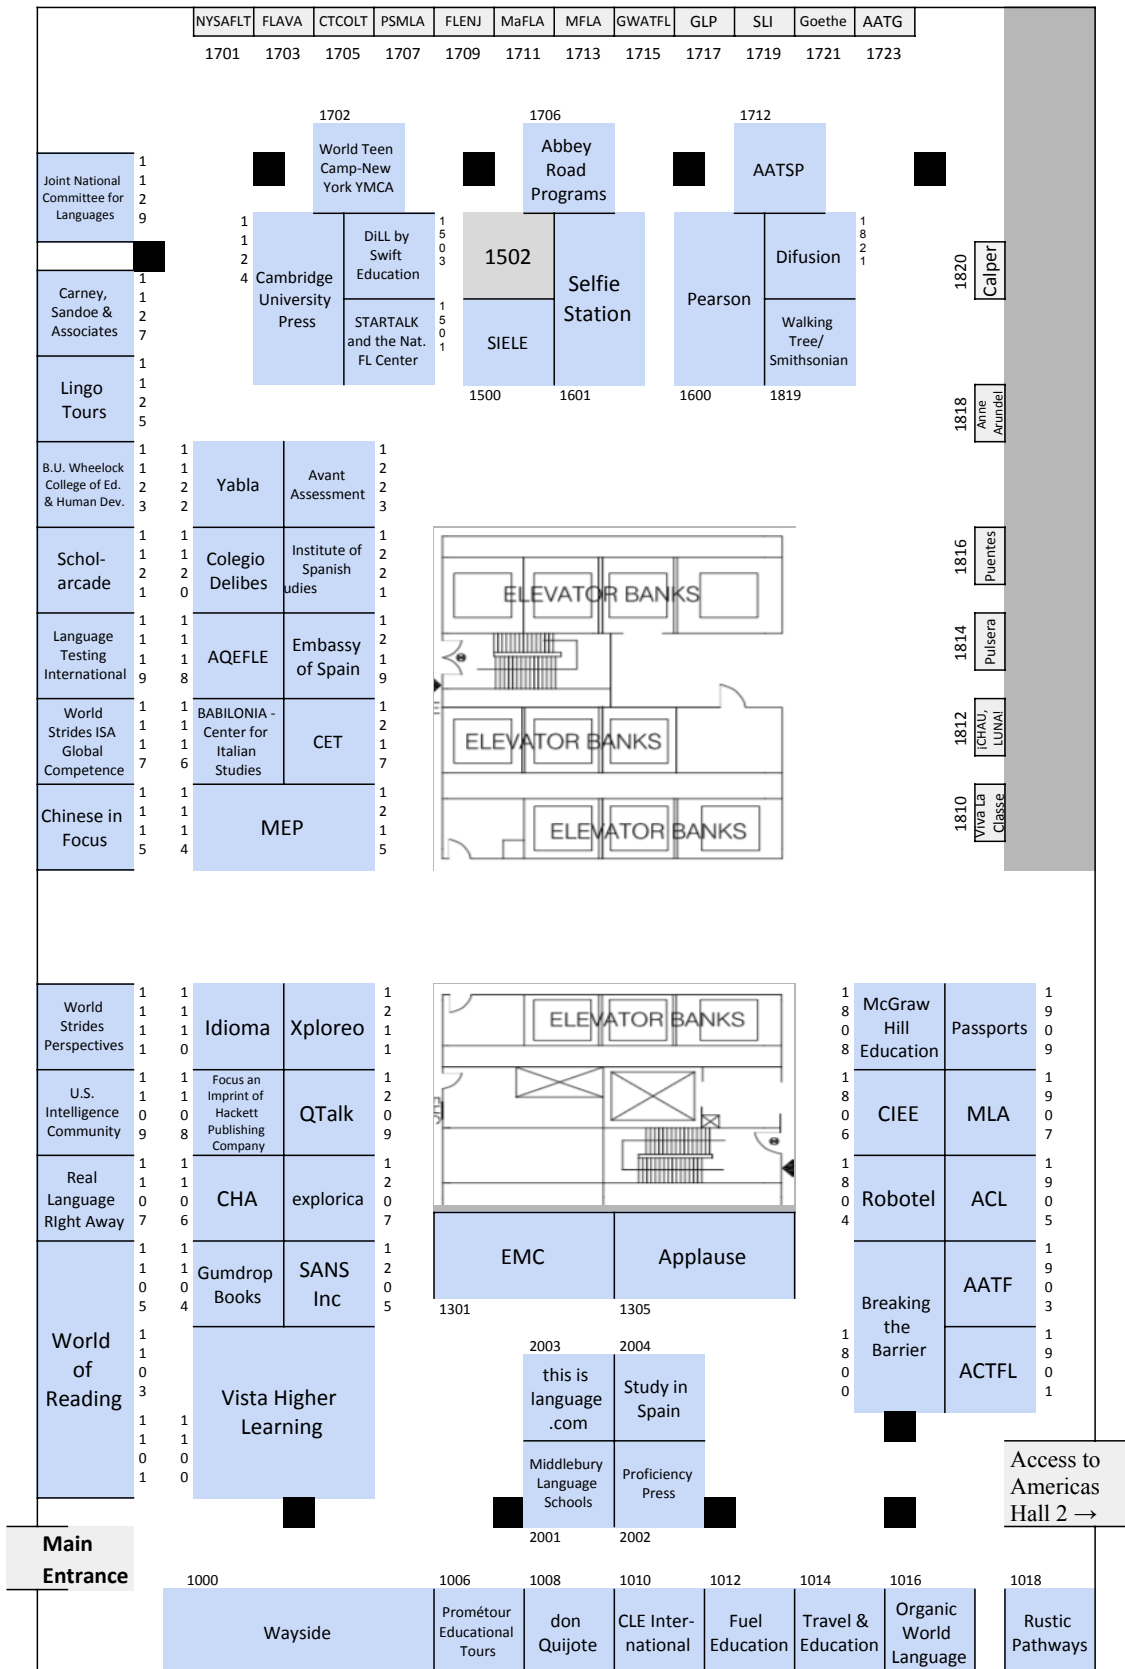 NYSAFLT FLAVA CTCOLT PSMLA FLENJ MaFLA MFLA GWATFL GLP SLI Goethe AATG
1701 1703 1705 1707 1709 1711 1713 1715 1717 1719 1721 1723
1702
World Teen
Camp-New
York YMCA
1706
Abbey
Road
Programs
1712
AATSP
Joint National
Committee for
Languages
1129
1124
Cambridge
University
Press
DiLL by
Swift
Education
1503
STARTALK
and the Nat.
FL Center
1501
1502
SIELE
1500
Selfie
Station
1601
Pearson
1600
Difusion
1821
Walking
Tree/
Smithsonian
1819
1820
Calper
1818
Anne
Arundel
1816
Puentes
1814
Pulsera
1812
¡CHAU,
LUNA!
1810
Viva La
Classe
Carney,
Sandoe &
Associates
1127
Lingo
Tours
1125
B.U. Wheelock
College of Ed.
& Human Dev.
1123
Schol-
arcade
1121
Language
Testing
International
1119
World
Strides ISA
Global
Competence
1117
Chinese in
Focus
1115
1122
Yabla
Avant
Assessment
1223
1120
Colegio
Delibes
Institute of
Spanish
udies
1221
1118
AQEFLE
Embassy
of Spain
1219
1116
BABILONIA -
Center for
Italian
Studies
CET
1217
1114
MEP
1215
ELEVATOR BANKS
ELEVATOR BANKS
ELEVATOR BANKS
World
Strides
Perspectives
1111
U.S.
Intelligence
Community
1109
Real
Language
RIght Away
1107
World
of
Reading
1105
1103
1101
1110
Idioma
Xploreo
1211
1108
Focus an
Imprint of
Hackett
Publishing
Company
QTalk
1209
1106
CHA
explorica
1207
1104
Gumdrop
Books
SANS
Inc
1205
Vista Higher
Learning
1100
ELEVATOR BANKS
EMC
1301
Applause
1305
1808
McGraw
Hill
Education
Passports
1909
1806
CIEE
MLA
1907
1804
Robotel
ACL
1905
Breaking
the
Barrier
1800
AATF
1903
ACTFL
1901
2003
this is
language
.com
2004
Study in
Spain
Middlebury
Language
Schools
2001
Proficiency
Press
2002
Access to
Americas
Hall 2 →
Main
Entrance
1000
Wayside
1006
Prométour
Educational
Tours
1008
don
Quijote
1010
CLE Inter-
national
1012
Fuel
Education
1014
Travel &
Education
1016
Organic
World
Language
1018
Rustic
Pathways